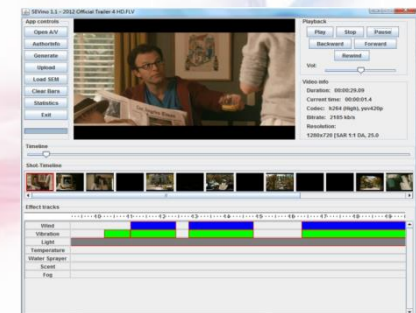 SEVino 1.1 - 2012 Official Trailer 4 HD.FLV
App controls
Open A/V
AuthorInfo
Generate
Upload
Load SEM
Clear Bars
Statistics
Exit
Playback
Play Stop Pause
Backward Forward
Rewind
Vol:
Video info
Duration: 00:00:29.09
Current time: 00:00:01.4
Codec: h264 (High), yuv420p
Bitrate: 2185 kb/s
Resolution:
1280x720 [SAR 1:1 DA, 25.0
Timeline
Shot Timeline
Effect tracks
Wind
Vibration
Light
Temperature
Water Sprayer
Scent
Fog